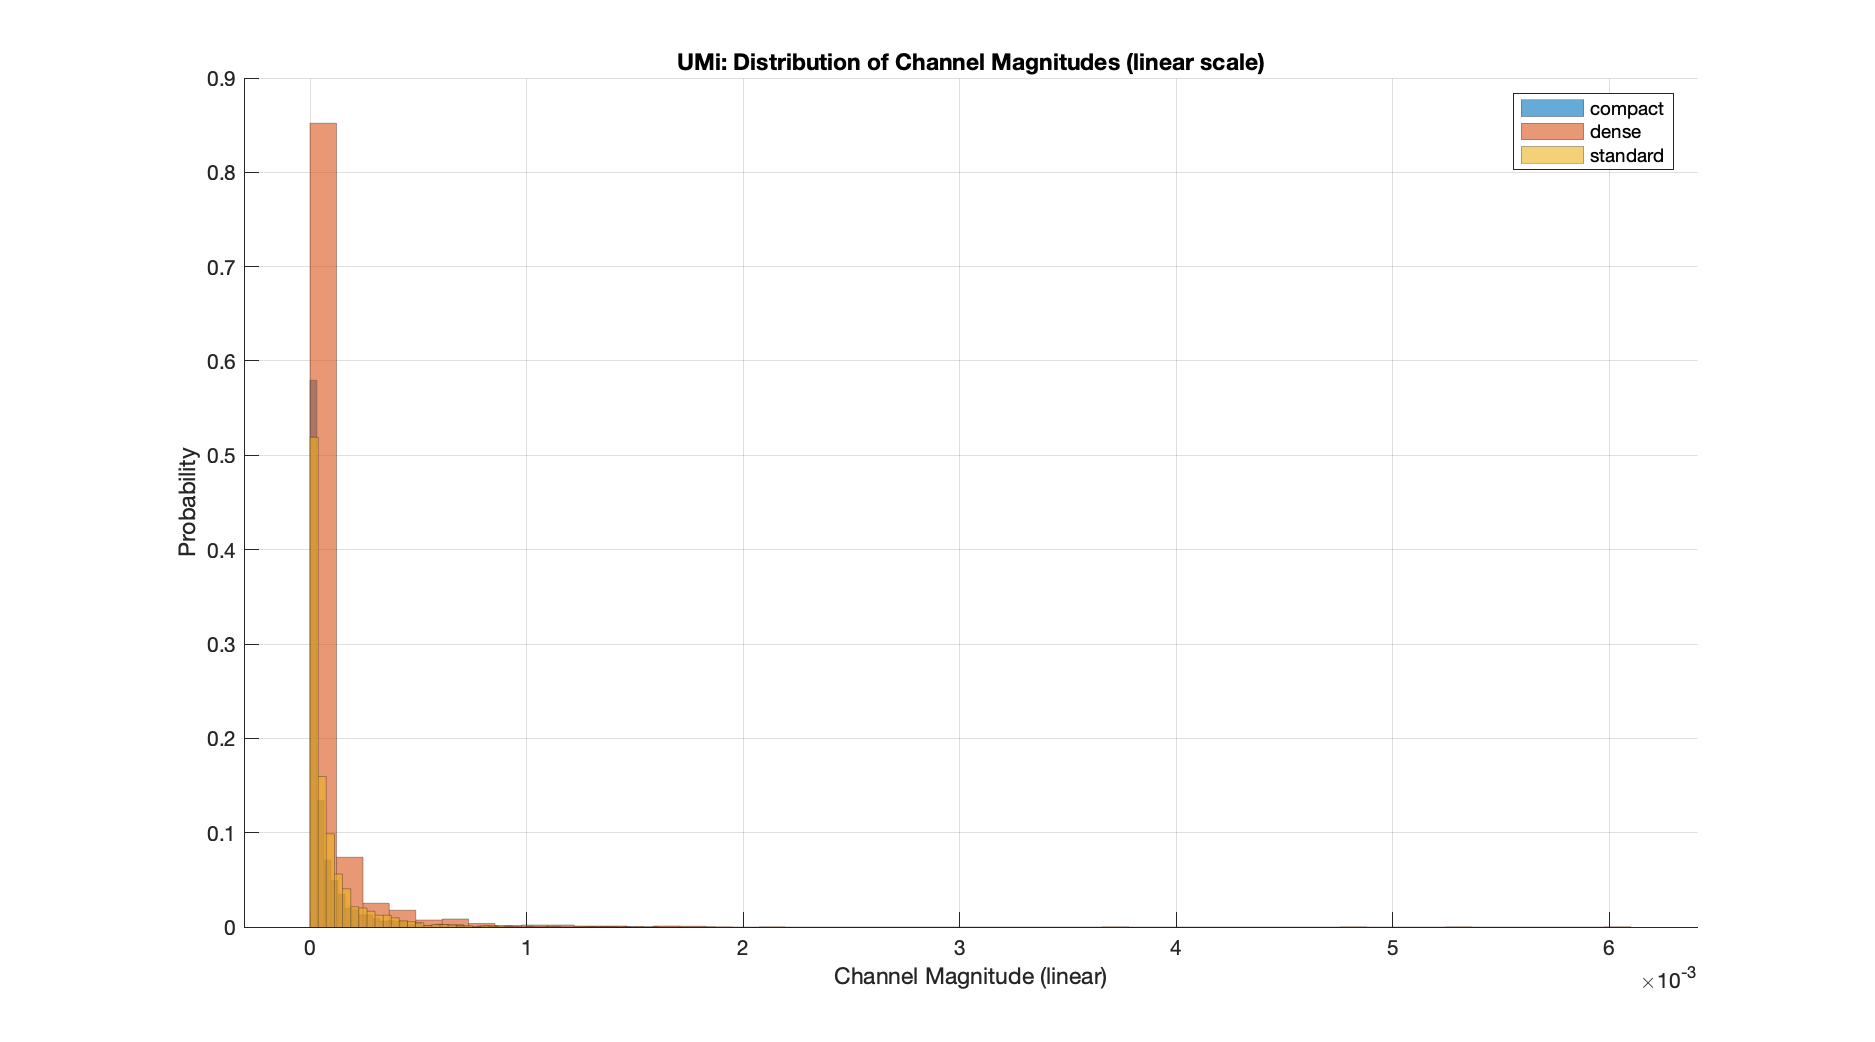 UMi: Distribution of Channel Magnitudes (linear scale)
compact
dense
standard
Probability
0.9
0.8
0.7
0.6
0.5
0.4
0.3
0.2
0.1
0
0 1 2 3 4 5 6
×10-3
Channel Magnitude (linear)